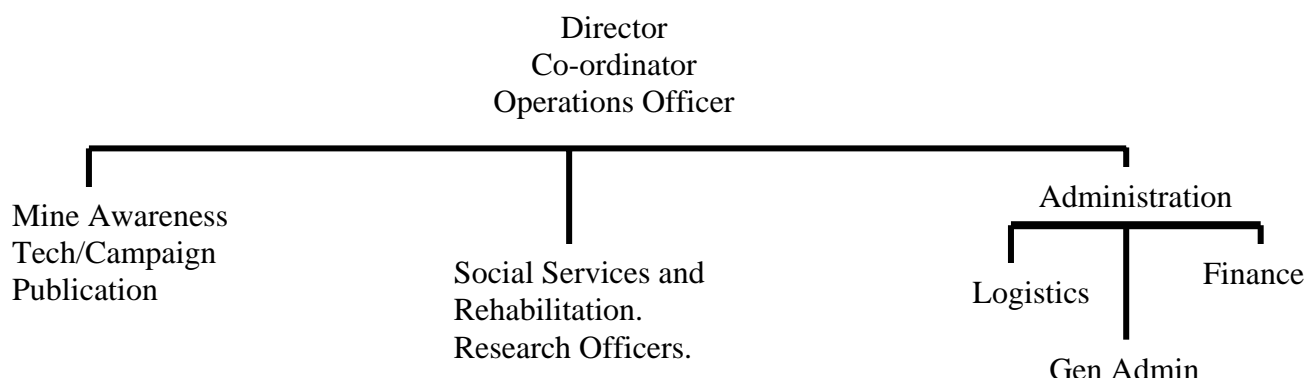 Director
Co-ordinator
Operations Officer
Mine Awareness
Tech/Campaign
Publication
Social Services and
Rehabilitation.
Research Officers.
Administration
Logistics
Finance
Gen Admin